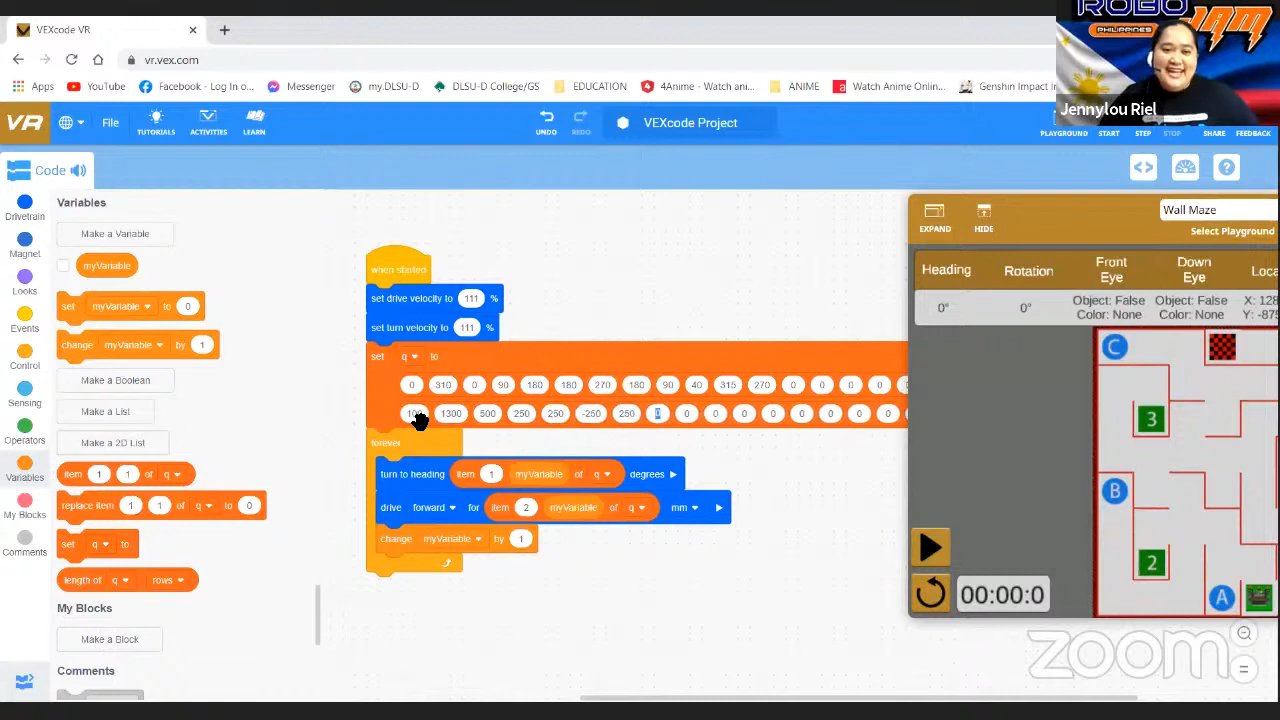 VEXcode VR
vr.vex.com
Apps
YouTube
Facebook - Log In o...
Messenger
my.DLSU-D
College/GS
EDUCATION
4Anime - Watch ani...
ANIME
Watch Anime Onlin...
Genshin Impact
ROBO
JAM
PHILIPPINES
Jennylou Riel
VR
File
TUTORIALS
ACTIVITIES
LEARN
UNDO
REDO
VEXcode Project
PLAYGROUND
START
STEP
STOP
SHARE
FEEDBACK
Code
Drivetrain
Magnet
Looks
Events
Control
Sensing
Operators
Variables
My Blocks
Comments
Variables
Make a Variable
myVariable
set myVariable to 0
change myVariable by 1
Make a Boolean
Make a List
Make a 2D List
item 1 1 of q
replace item 1 1 of q to 0
set q to
length of q rows
My Blocks
Make a Block
Comments
when started
set drive velocity to 111 %
set turn velocity to 111 %
set q to
0 310 0 90 180 180 270 180 90 40 315 270 0 0 0 0
1300 500 250 250 -250 250 0 0 0 0 0 0 0 0
forever
turn to heading item 1 myVariable of q degrees
drive forward for item 2 myVariable of q mm
change myVariable by 1
EXPAND
HIDE
Wall Maze
Select Playground
Heading
Rotation
Front Eye
Down Eye
0°
0°
Object: False
Color: None
Object: False
Color: None
C
3
B
2
A
00:00:0
zoom